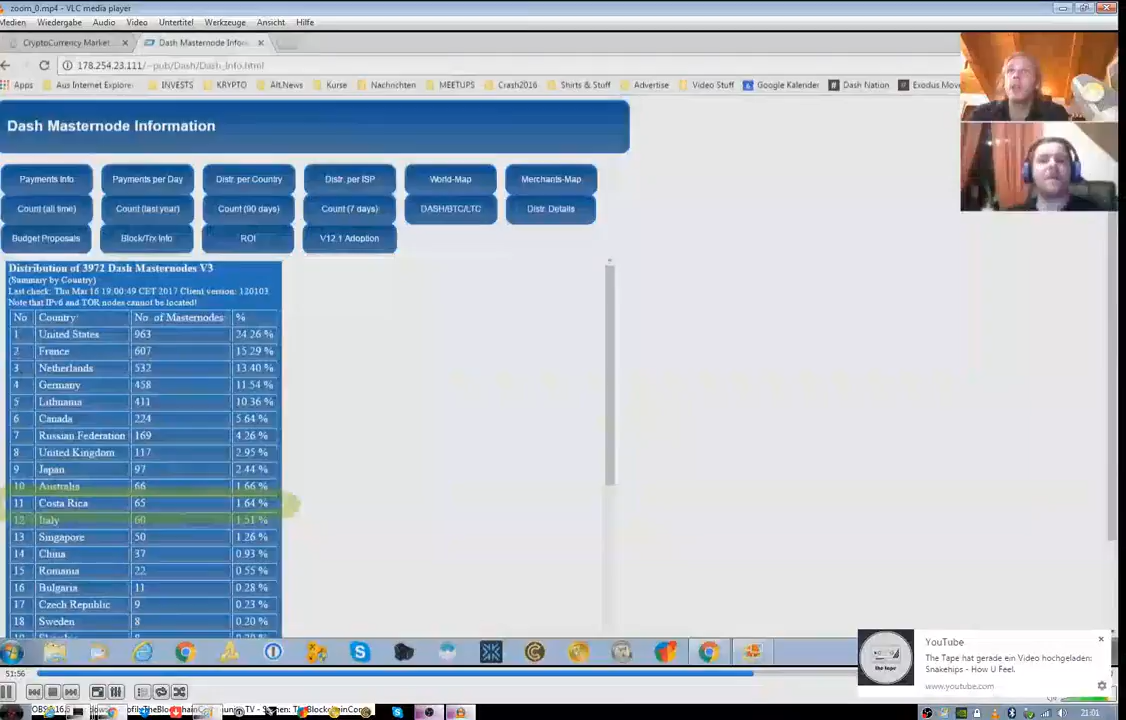 zoom_0.mp4 - VLC media player
Medien Wiedergabe Audio Video Untertitel Werkzeuge Ansicht Hilfe
CryptoCurrency Market Dash Masternode Infor
178.254.23.111/~pub/Dash/Dash_Info.html
Apps Aus Internet Explorer INVESTS KRYPTO Alt.News Kurse Nachrichten MEETUPS Crash2016 Shirts & Stuff Advertise Video Stuff Google Kalender Dash Nation Exodus Move
Dash Masternode Information
Payments Info Payments per Day Distr. per Country Distr. per ISP World-Map Merchants-Map
Count (all time) Count (last year) Count (90 days) Count (7 days) DASH/BTC/LTC Distr. Details
Budget Proposals Block/Trx Info ROI V12.1 Adoption
Distribution of 3972 Dash Masternodes V3
(Summary by Country)
Last check: Thu Mar 16 19:00:49 CET 2017 Client version: 120103
Note that IPv6 and TOR nodes cannot be located!
No Country No. of Masternodes %
1 United States 963 24.26 %
2 France 607 15.29 %
3 Netherlands 532 13.40 %
4 Germany 458 11.54 %
5 Lithuania 411 10.36 %
6 Canada 224 5.64 %
7 Russian Federation 169 4.26 %
8 United Kingdom 117 2.95 %
9 Japan 97 2.44 %
10 Australia 66 1.66 %
11 Costa Rica 65 1.64 %
12 Italy 60 1.51 %
13 Singapore 50 1.26 %
14 China 37 0.93 %
15 Romania 22 0.55 %
16 Bulgaria 11 0.28 %
17 Czech Republic 9 0.23 %
18 Sweden 8 0.20 %
YouTube
The Tape hat gerade ein Video hochgeladen:
Snakehips - How U Feel.
www.youtube.com
The Tape
51:56
21:01